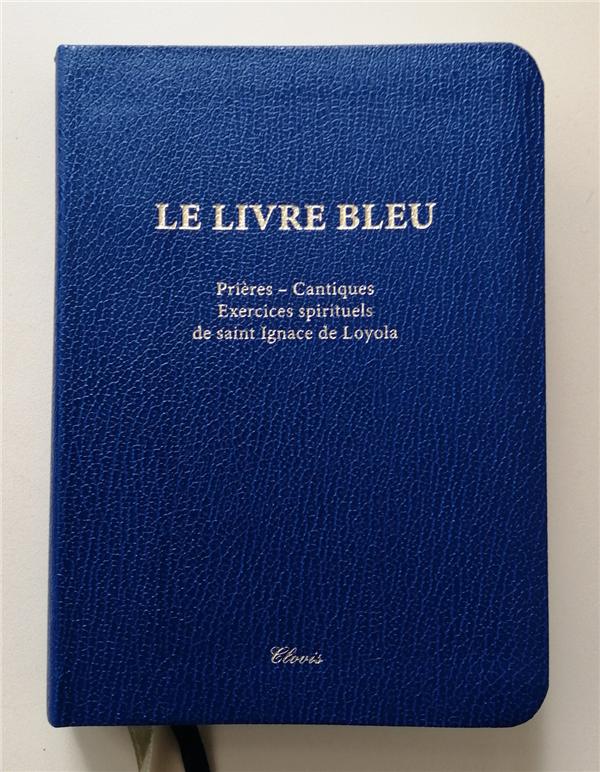 LE LIVRE BLEU
Prières – Cantiques
Exercices spirituels
de saint Ignace de Loyola
Clovis